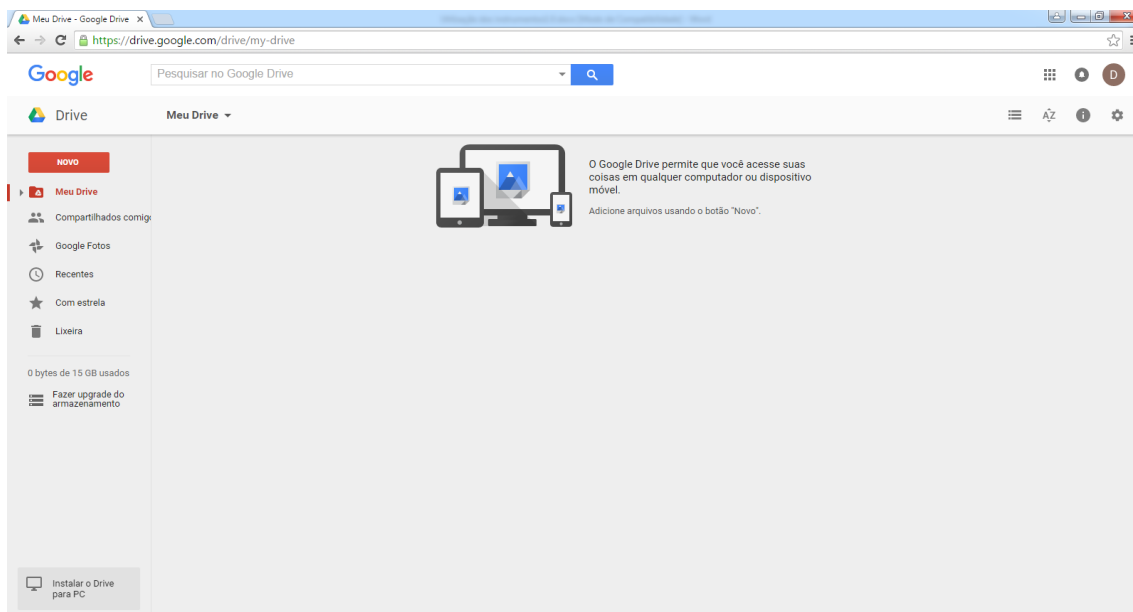 Meu Drive - Google Drive
https://drive.google.com/drive/my-drive
Google
Pesquisar no Google Drive
D
Drive
Meu Drive
AZ
NOVO
O Google Drive permite que você acesse suas
coisas em qualquer computador ou dispositivo
móvel.
Adicione arquivos usando o botão "Novo".
Meu Drive
Compartilhados comigo
Google Fotos
Recentes
Com estrela
Lixeira
0 bytes de 15 GB usados
Fazer upgrade do
armazenamento
Instalar o Drive
para PC